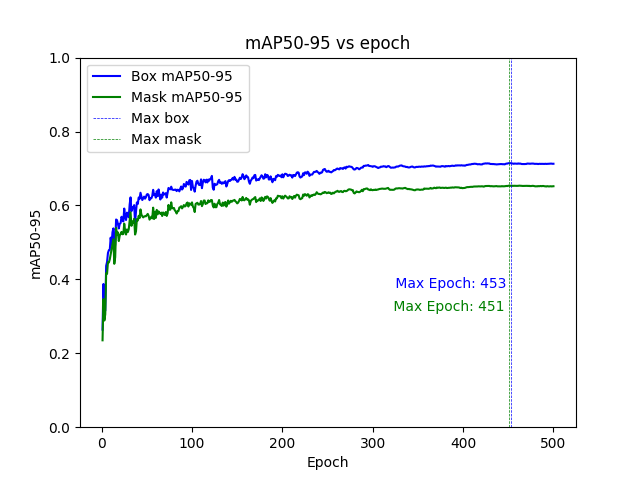 mAP50-95 vs epoch
1.0
0.8
0.6
0.4
0.2
0.0
mAP50-95
Box mAP50-95
Mask mAP50-95
Max box
Max mask
Max Epoch: 453
Max Epoch: 451
0
100
200
300
400
500
Epoch